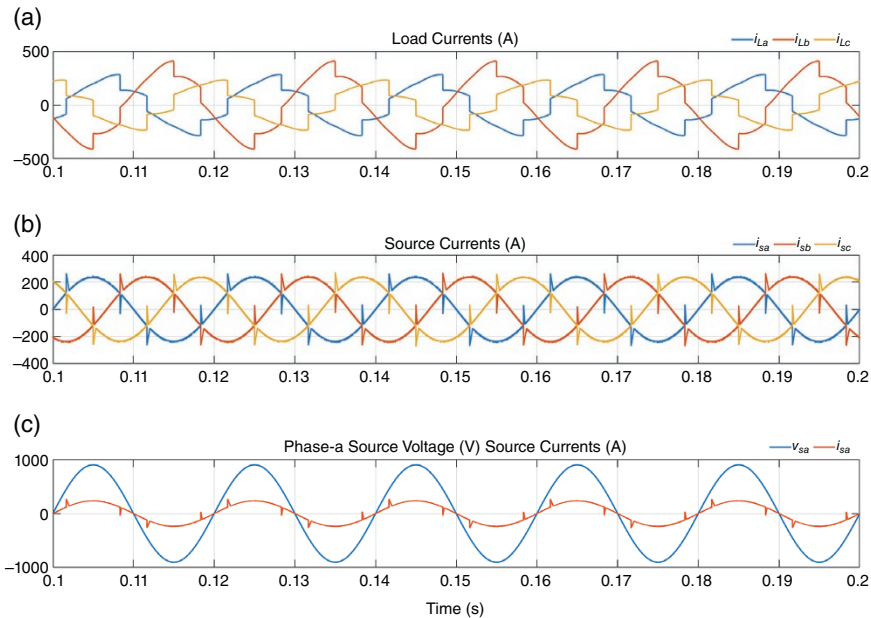 (a)
Load Currents (A)
iLa iLb iLc
500
0
−500
0.1 0.11 0.12 0.13 0.14 0.15 0.16 0.17 0.18 0.19 0.2
(b)
Source Currents (A)
isa isb isc
400
200
0
−200
−400
0.1 0.11 0.12 0.13 0.14 0.15 0.16 0.17 0.18 0.19 0.2
(c)
Phase-a Source Voltage (V) Source Currents (A)
vsa isa
1000
0
−1000
0.1 0.11 0.12 0.13 0.14 0.15 0.16 0.17 0.18 0.19 0.2
Time (s)